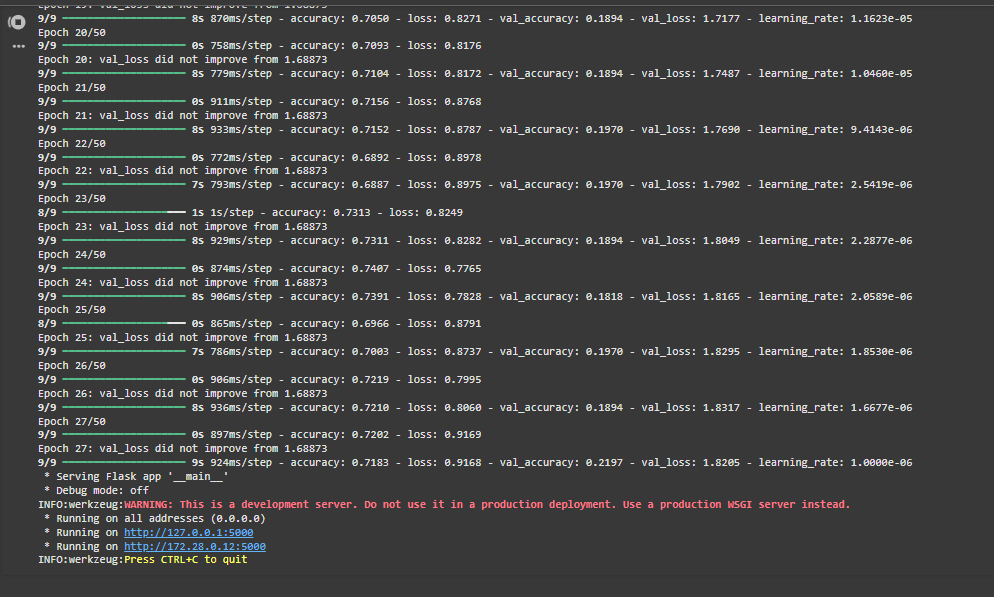 9/9 ━━━━━━━━━━━━━━━━━━━━ 8s 870ms/step - accuracy: 0.7050 - loss: 0.8271 - val_accuracy: 0.1894 - val_loss: 1.7177 - learning_rate: 1.1623e-05
Epoch 20/50
9/9 ━━━━━━━━━━━━━━━━━━━━ 0s 758ms/step - accuracy: 0.7093 - loss: 0.8176
Epoch 20: val_loss did not improve from 1.68873
9/9 ━━━━━━━━━━━━━━━━━━━━ 8s 779ms/step - accuracy: 0.7104 - loss: 0.8172 - val_accuracy: 0.1894 - val_loss: 1.7487 - learning_rate: 1.0460e-05
Epoch 21/50
9/9 ━━━━━━━━━━━━━━━━━━━━ 0s 911ms/step - accuracy: 0.7156 - loss: 0.8768
Epoch 21: val_loss did not improve from 1.68873
9/9 ━━━━━━━━━━━━━━━━━━━━ 8s 933ms/step - accuracy: 0.7152 - loss: 0.8787 - val_accuracy: 0.1970 - val_loss: 1.7690 - learning_rate: 9.4143e-06
Epoch 22/50
9/9 ━━━━━━━━━━━━━━━━━━━━ 0s 772ms/step - accuracy: 0.6892 - loss: 0.8978
Epoch 22: val_loss did not improve from 1.68873
9/9 ━━━━━━━━━━━━━━━━━━━━ 7s 793ms/step - accuracy: 0.6887 - loss: 0.8975 - val_accuracy: 0.1970 - val_loss: 1.7902 - learning_rate: 2.5419e-06
Epoch 23/50
8/9 ━━━━━━━━━━━━━━━━━━━━ 1s 1s/step - accuracy: 0.7313 - loss: 0.8249
Epoch 23: val_loss did not improve from 1.68873
9/9 ━━━━━━━━━━━━━━━━━━━━ 8s 929ms/step - accuracy: 0.7311 - loss: 0.8282 - val_accuracy: 0.1894 - val_loss: 1.8049 - learning_rate: 2.2877e-06
Epoch 24/50
9/9 ━━━━━━━━━━━━━━━━━━━━ 0s 874ms/step - accuracy: 0.7407 - loss: 0.7765
Epoch 24: val_loss did not improve from 1.68873
9/9 ━━━━━━━━━━━━━━━━━━━━ 8s 906ms/step - accuracy: 0.7391 - loss: 0.7828 - val_accuracy: 0.1818 - val_loss: 1.8165 - learning_rate: 2.0589e-06
Epoch 25/50
8/9 ━━━━━━━━━━━━━━━━━━━━ 0s 865ms/step - accuracy: 0.6966 - loss: 0.8791
Epoch 25: val_loss did not improve from 1.68873
9/9 ━━━━━━━━━━━━━━━━━━━━ 7s 786ms/step - accuracy: 0.7003 - loss: 0.8737 - val_accuracy: 0.1970 - val_loss: 1.8295 - learning_rate: 1.8530e-06
Epoch 26/50
9/9 ━━━━━━━━━━━━━━━━━━━━ 0s 906ms/step - accuracy: 0.7219 - loss: 0.7995
Epoch 26: val_loss did not improve from 1.68873
9/9 ━━━━━━━━━━━━━━━━━━━━ 8s 936ms/step - accuracy: 0.7210 - loss: 0.8060 - val_accuracy: 0.1894 - val_loss: 1.8317 - learning_rate: 1.6677e-06
Epoch 27/50
9/9 ━━━━━━━━━━━━━━━━━━━━ 0s 897ms/step - accuracy: 0.7202 - loss: 0.9169
Epoch 27: val_loss did not improve from 1.68873
9/9 ━━━━━━━━━━━━━━━━━━━━ 9s 924ms/step - accuracy: 0.7183 - loss: 0.9168 - val_accuracy: 0.2197 - val_loss: 1.8205 - learning_rate: 1.0000e-06
* Serving Flask app '__main__'
* Debug mode: off
INFO:werkzeug:WARNING: This is a development server. Do not use it in a production deployment. Use a production WSGI server instead.
* Running on all addresses (0.0.0.0)
* Running on http://127.0.0.1:5000
* Running on http://172.28.0.12:5000
INFO:werkzeug:Press CTRL+C to quit